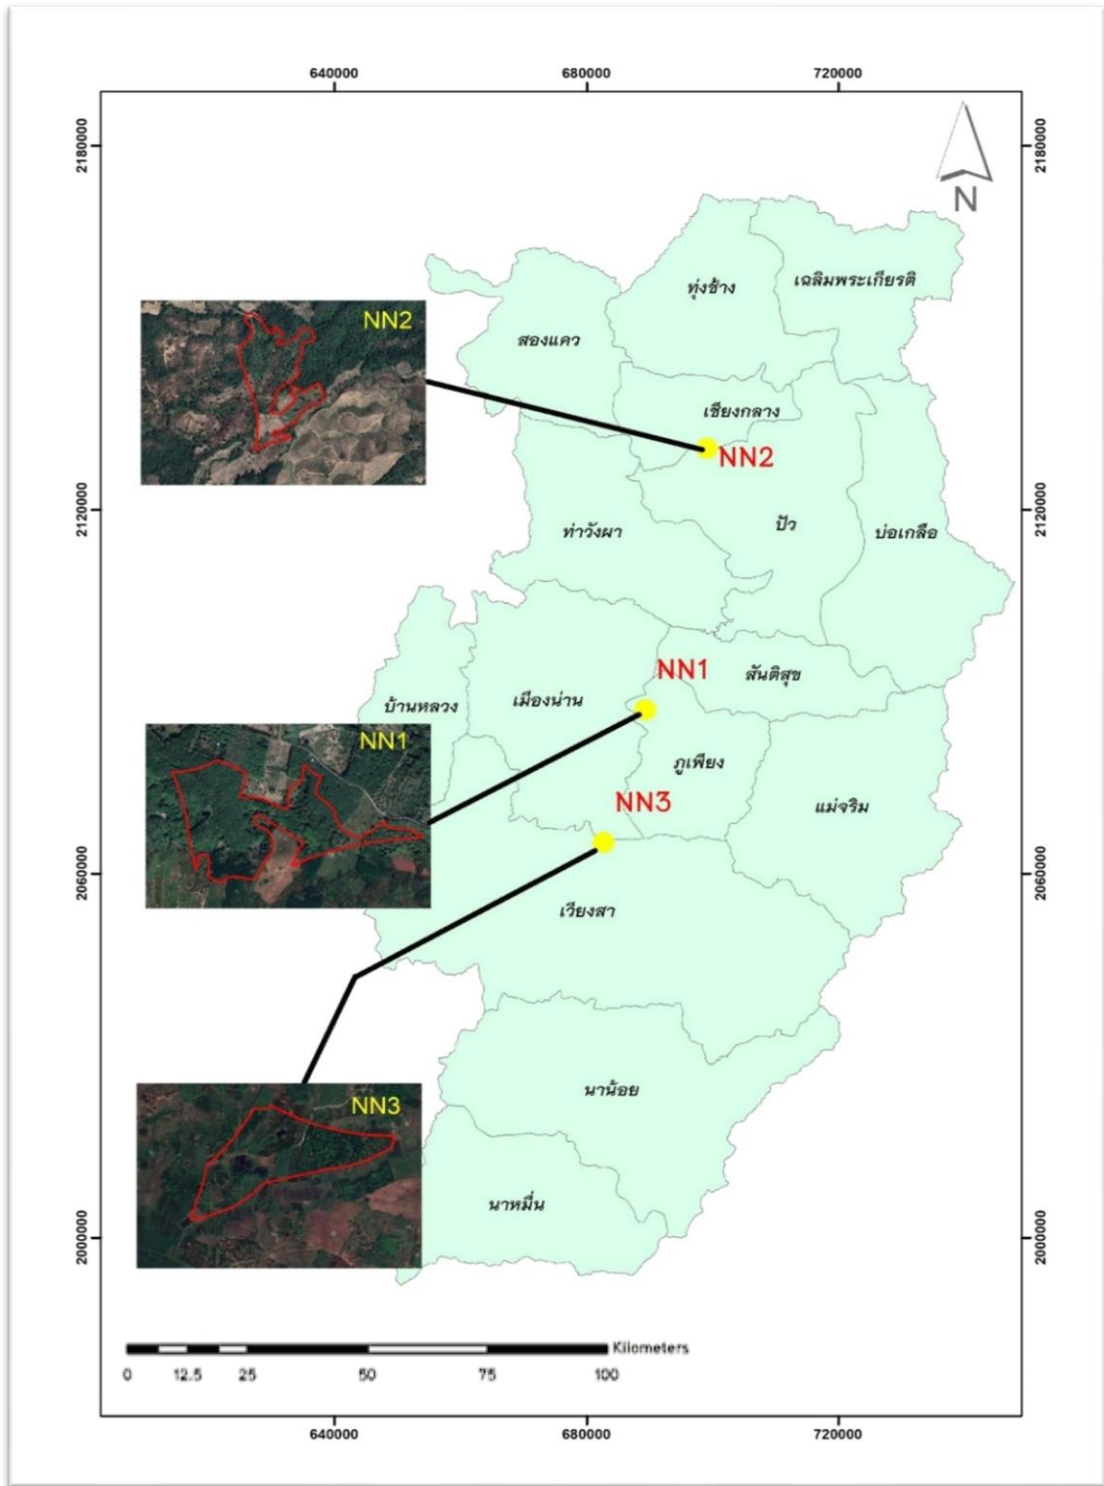 640000 680000 720000
2180000 2180000
N
ทุ่งช้าง
เฉลิมพระเกียรติ
NN2
สองแคว
เชียงกลาง
NN2
2120000 2120000
ท่าวังผา
ปัว
บ่อเกลือ
NN1
สันติสุข
บ้านหลวง
เมืองน่าน
NN1
ภูเพียง
NN3
แม่จริม
2060000 2060000
เวียงสา
นาน้อย
NN3
นาหมื่น
2000000 2000000
Kilometers
0 12.5 25 50 75 100
640000 680000 720000